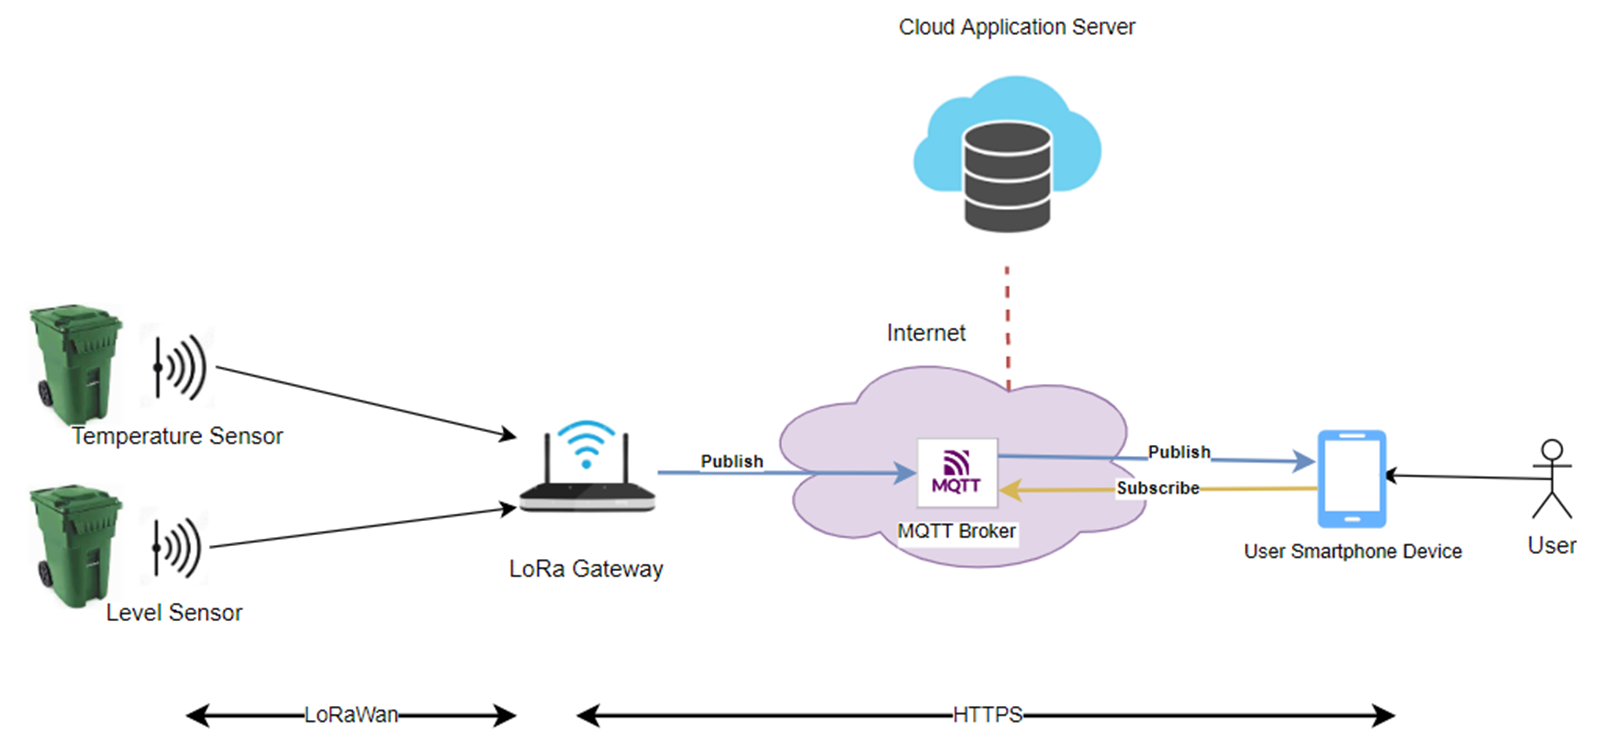 Cloud Application Server
Internet
Temperature Sensor
Publish
Publish
MQTT
Subscribe
MQTT Broker
User Smartphone Device
User
LoRa Gateway
Level Sensor
LoRaWan
HTTPS